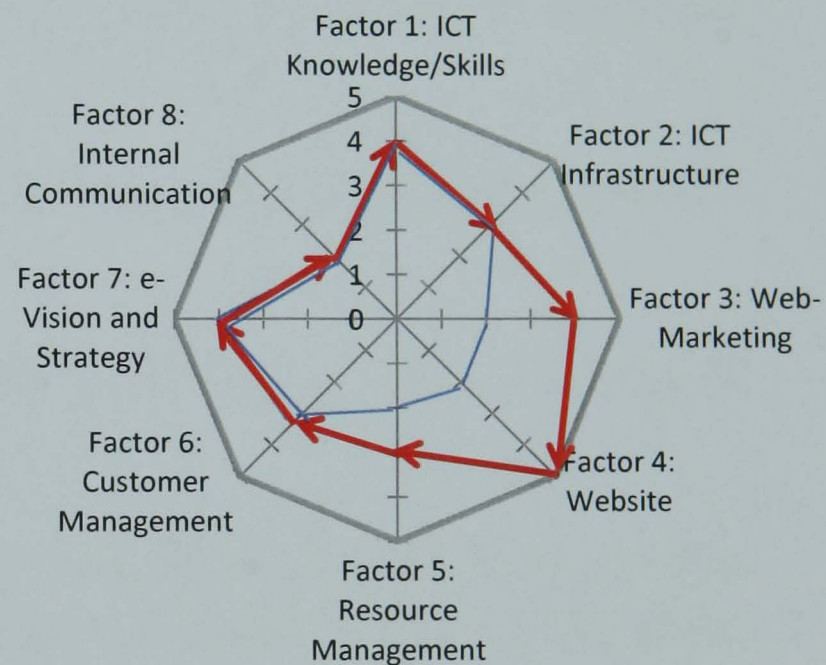 Factor 1: ICT
Knowledge/Skills
Factor 2: ICT
Infrastructure
Factor 3: Web-
Marketing
Factor 4:
Website
Factor 5:
Resource
Management
Factor 6:
Customer
Management
Factor 7: e-
Vision and
Strategy
Factor 8:
Internal
Communication
5
4
3
2
1
0